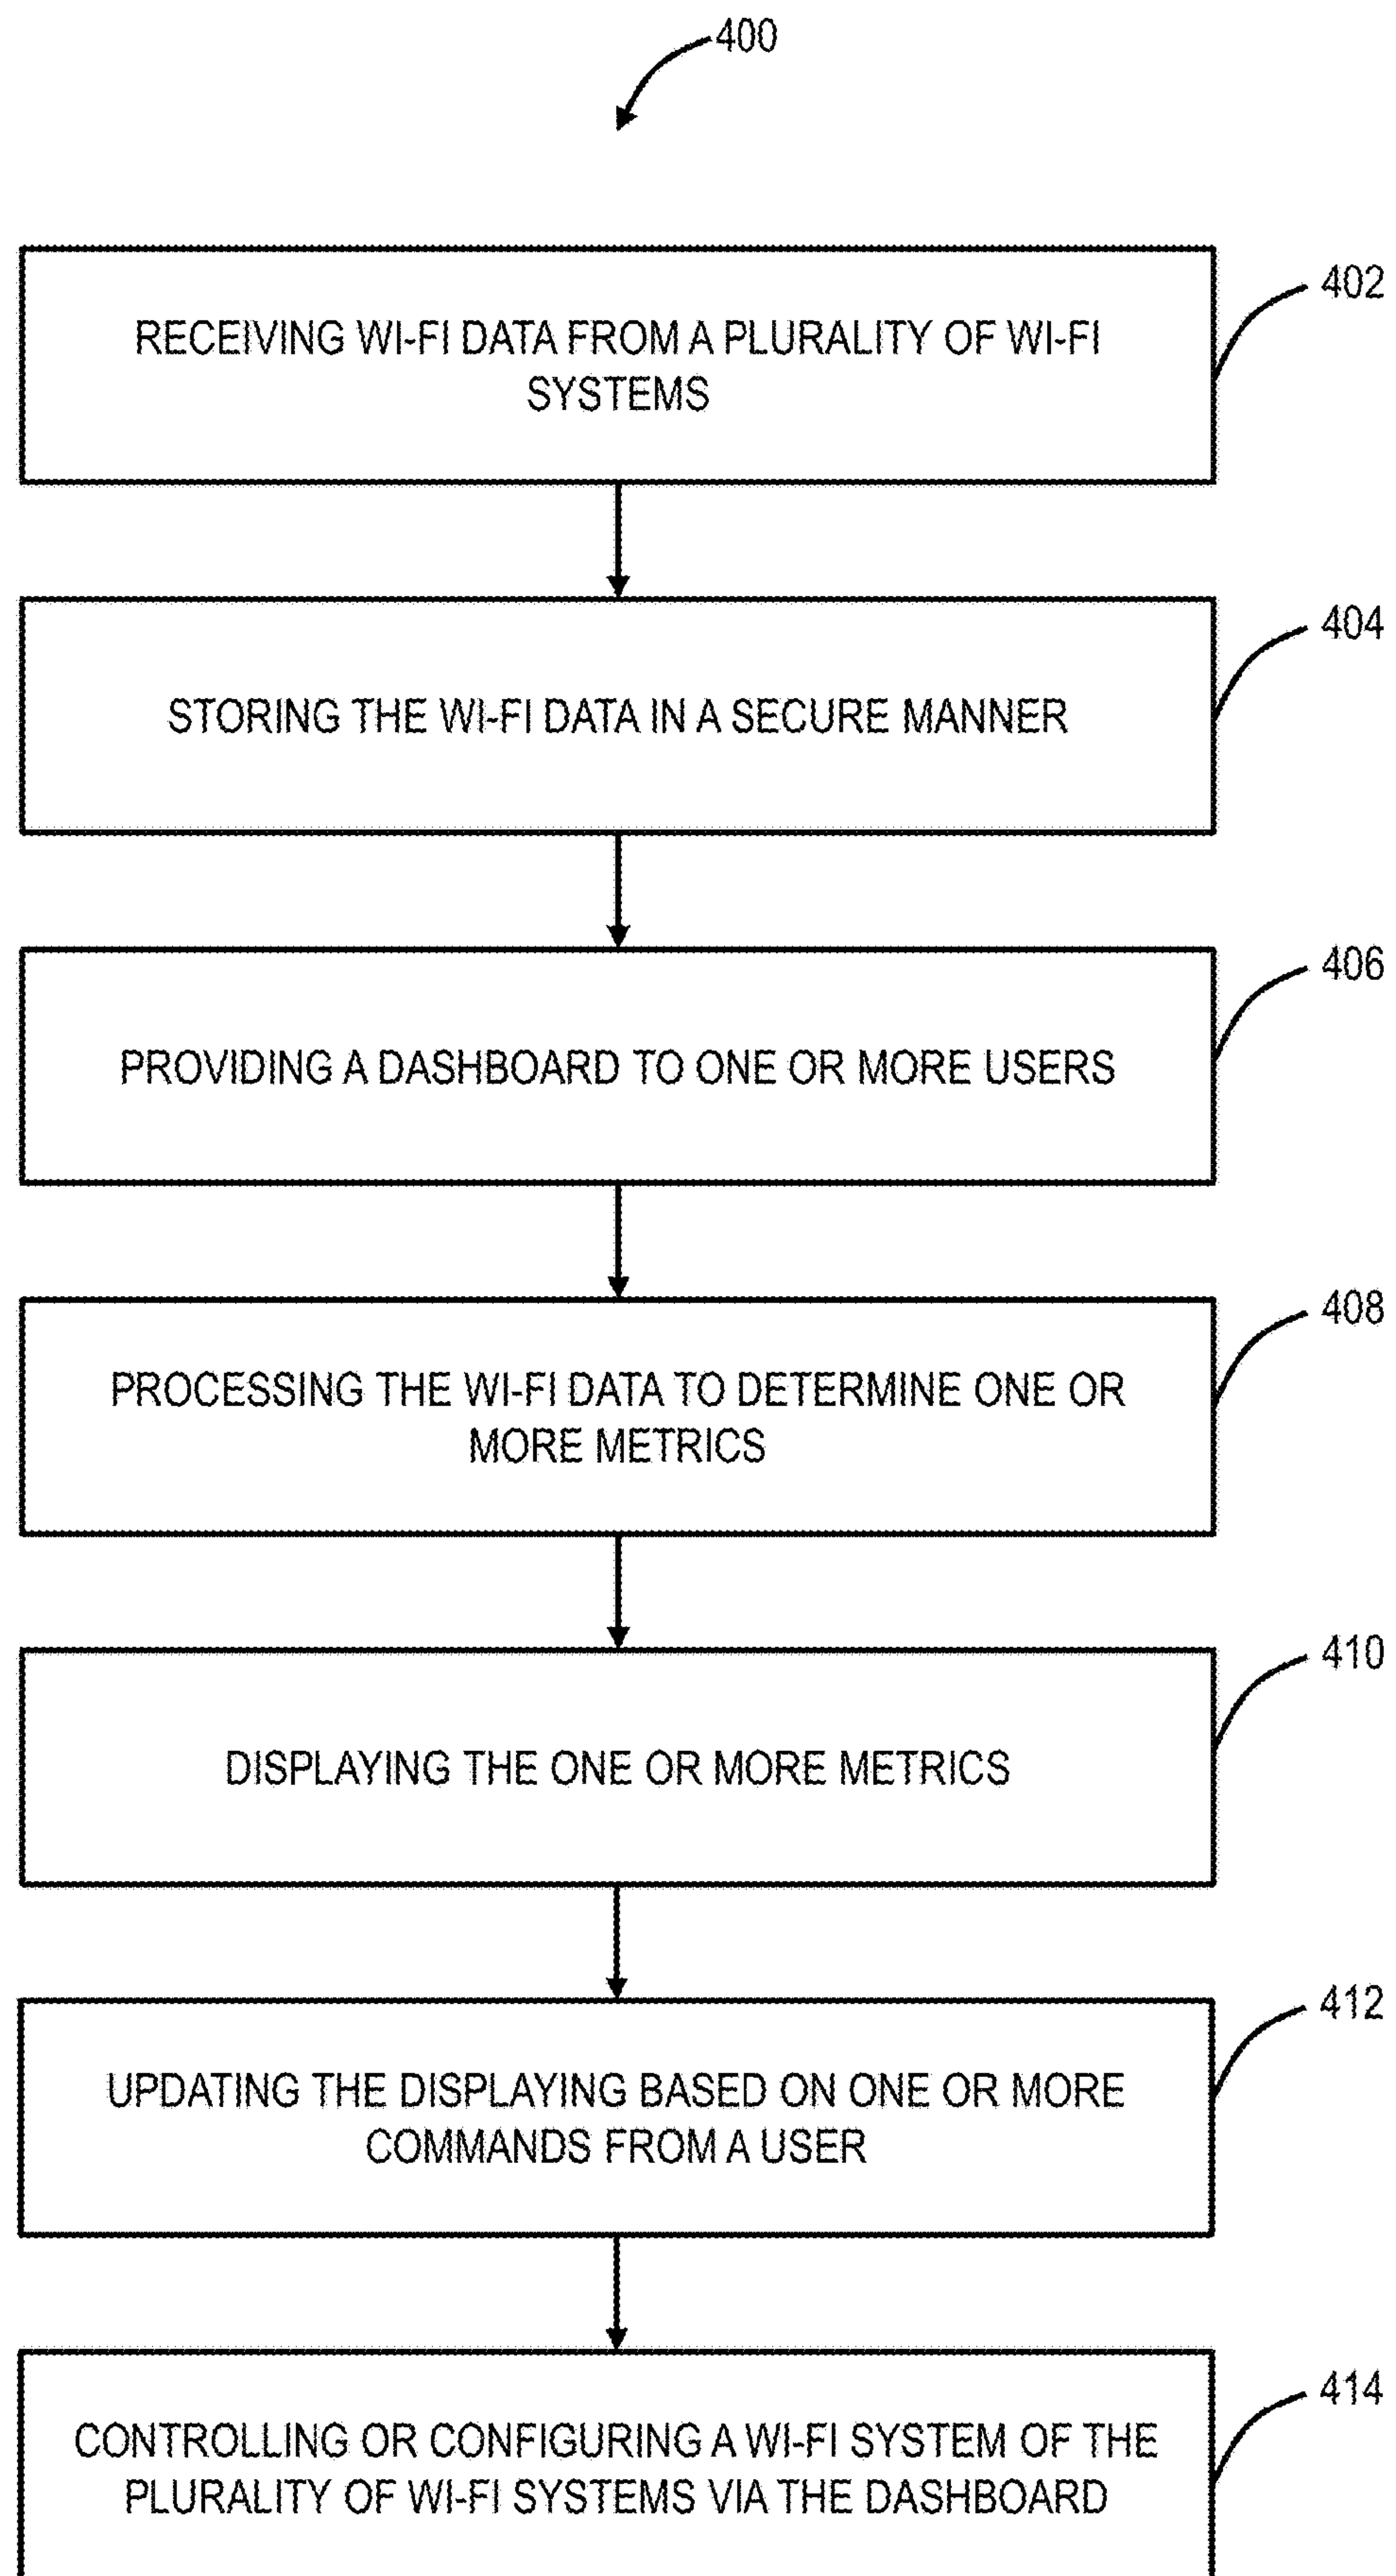 400
RECEIVING WI-FI DATA FROM A PLURALITY OF WI-FI
SYSTEMS
402
STORING THE WI-FI DATA IN A SECURE MANNER
404
PROVIDING A DASHBOARD TO ONE OR MORE USERS
406
PROCESSING THE WI-FI DATA TO DETERMINE ONE OR
MORE METRICS
408
DISPLAYING THE ONE OR MORE METRICS
410
UPDATING THE DISPLAYING BASED ON ONE OR MORE
COMMANDS FROM A USER
412
CONTROLLING OR CONFIGURING A WI-FI SYSTEM OF THE
PLURALITY OF WI-FI SYSTEMS VIA THE DASHBOARD
414